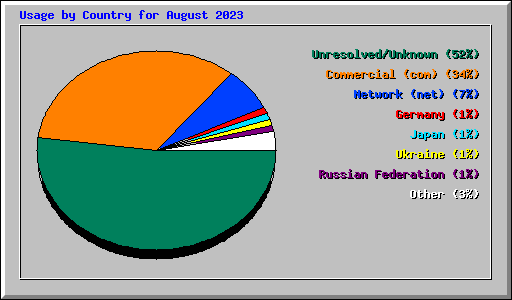 Usage by Country for August 2023
Unresolved/Unknown (52%)
Commercial (com) (34%)
Network (net) (7%)
Germany (1%)
Japan (1%)
Ukraine (1%)
Russian Federation (1%)
Other (3%)